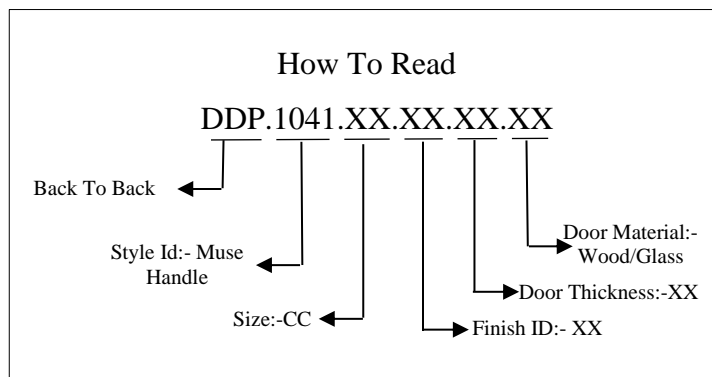 How To Read
DDP.1041.XX.XX.XX.XX
Back To Back
Style Id:- Muse
Handle
Size:-CC
Door Material:-
Wood/Glass
Door Thickness:-XX
Finish ID:- XX